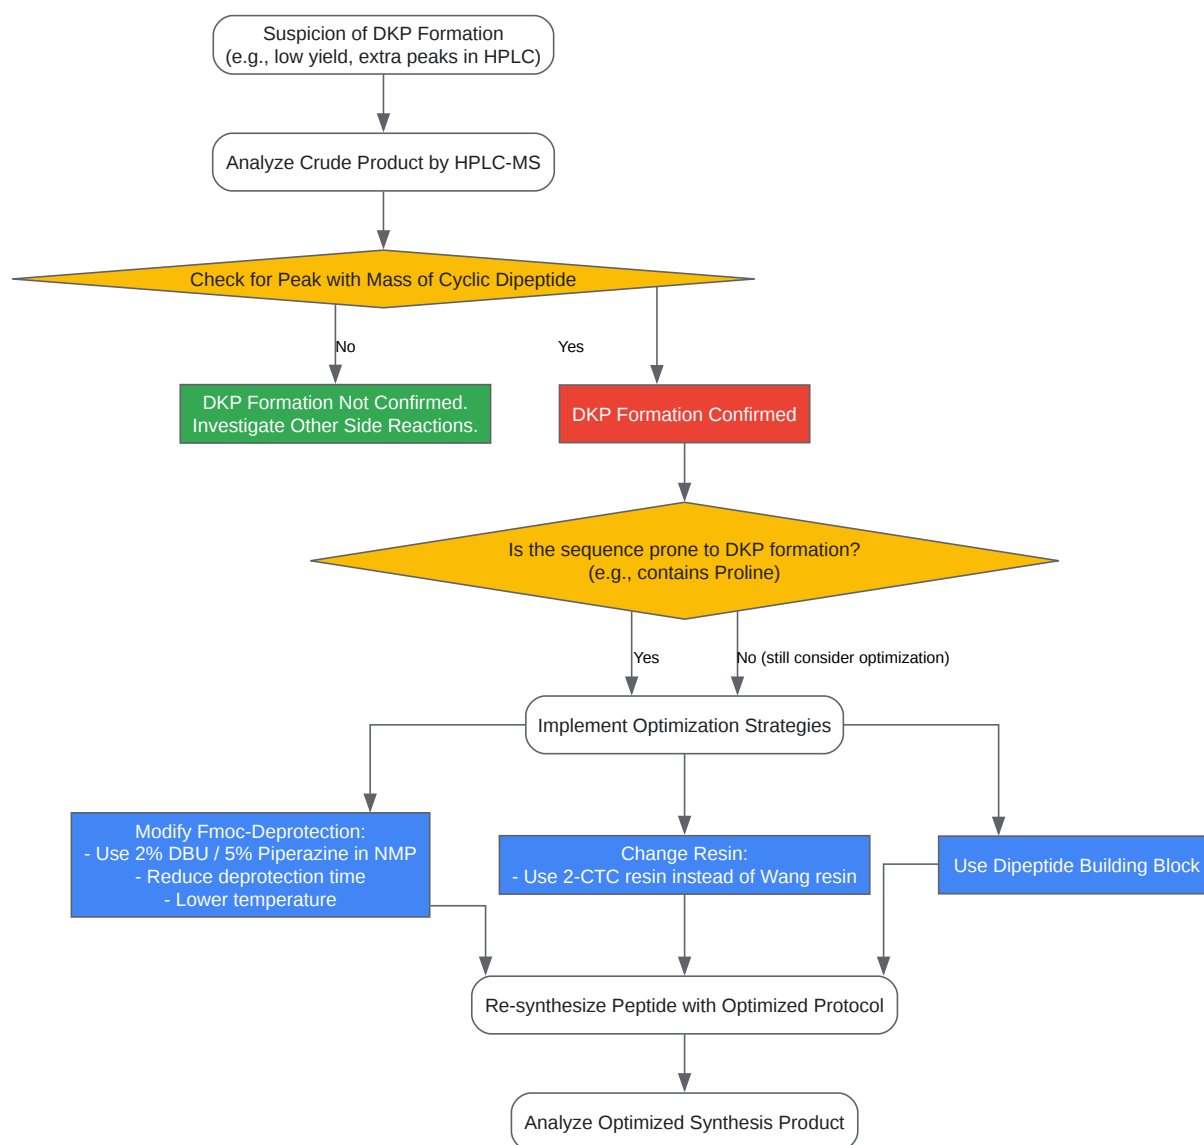 Suspicion of DKP Formation
(e.g., low yield, extra peaks in HPLC)
Analyze Crude Product by HPLC-MS
Check for Peak with Mass of Cyclic Dipeptide
No
Yes
DKP Formation Not Confirmed.
Investigate Other Side Reactions.
DKP Formation Confirmed
Is the sequence prone to DKP formation?
(e.g., contains Proline)
Yes
No (still consider optimization)
Implement Optimization Strategies
Modify Fmoc-Deprotection:
- Use 2% DBU / 5% Piperazine in NMP
- Reduce deprotection time
- Lower temperature
Change Resin:
- Use 2-CTC resin instead of Wang resin
Use Dipeptide Building Block
Re-synthesize Peptide with Optimized Protocol
Analyze Optimized Synthesis Product